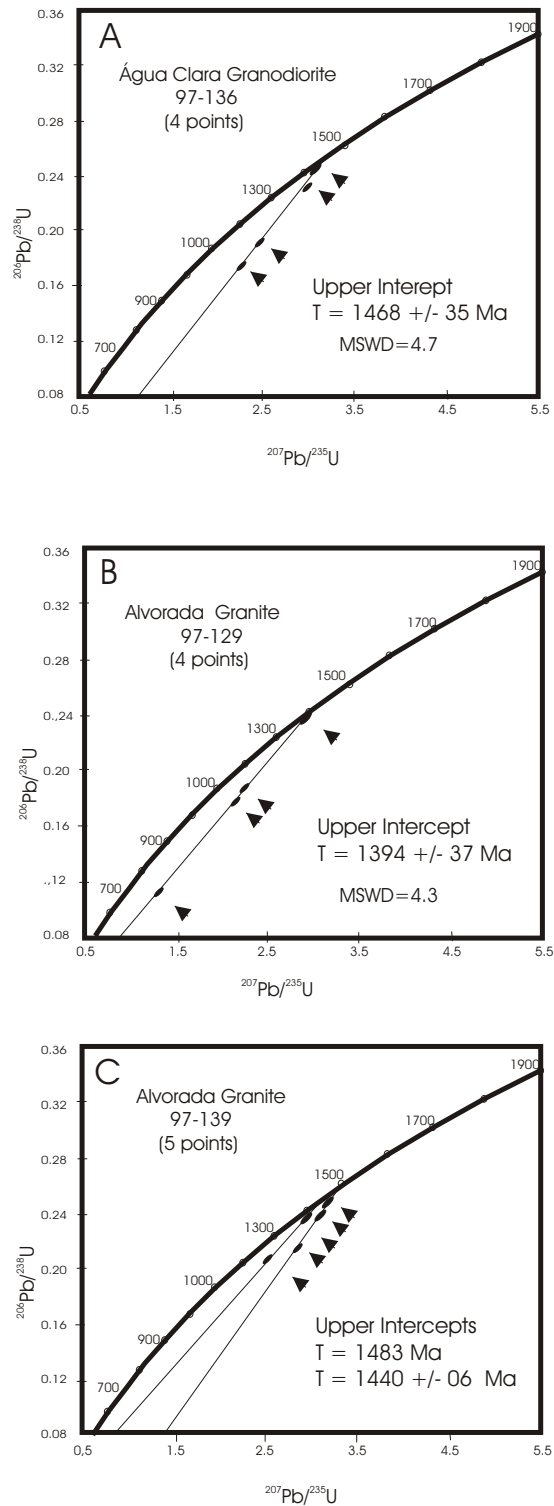 A
Água Clara Granodiorite
97-136
(4 points)
0.36
0.32
0.28
0.24
0.20
0.16
0.12
0.08
²⁰⁶Pb/²³⁸U
1900
1700
1500
1300
1000
900
700
Upper Interept
T = 1468 +/- 35 Ma
MSWD=4.7
0.5
1.5
2.5
3.5
4.5
5.5
²⁰⁷Pb/²³⁵U
B
Alvorada Granite
97-129
(4 points)
0.36
0.32
0.28
0.,24
0.20
0.16
.,12
0.08
²⁰⁶Pb/²³⁸U
1900
1700
1500
1300
1000
900
700
Upper Intercept
T = 1394 +/- 37 Ma
MSWD=4.3
0.5
1.5
2.5
3.5
4.5
5.5
²⁰⁷Pb/²³⁵U
C
Alvorada Granite
97-139
(5 points)
0.36
0.32
0.28
0.24
0.20
0.16
0.12
0.08
²⁰⁶Pb/²³⁸U
1900
1700
1500
1300
1000
900
700
Upper Intercepts
T = 1483 Ma
T = 1440 +/- 06 Ma
0,5
1.5
2.5
3.5
4.5
5.5
²⁰⁷Pb/²³⁵U